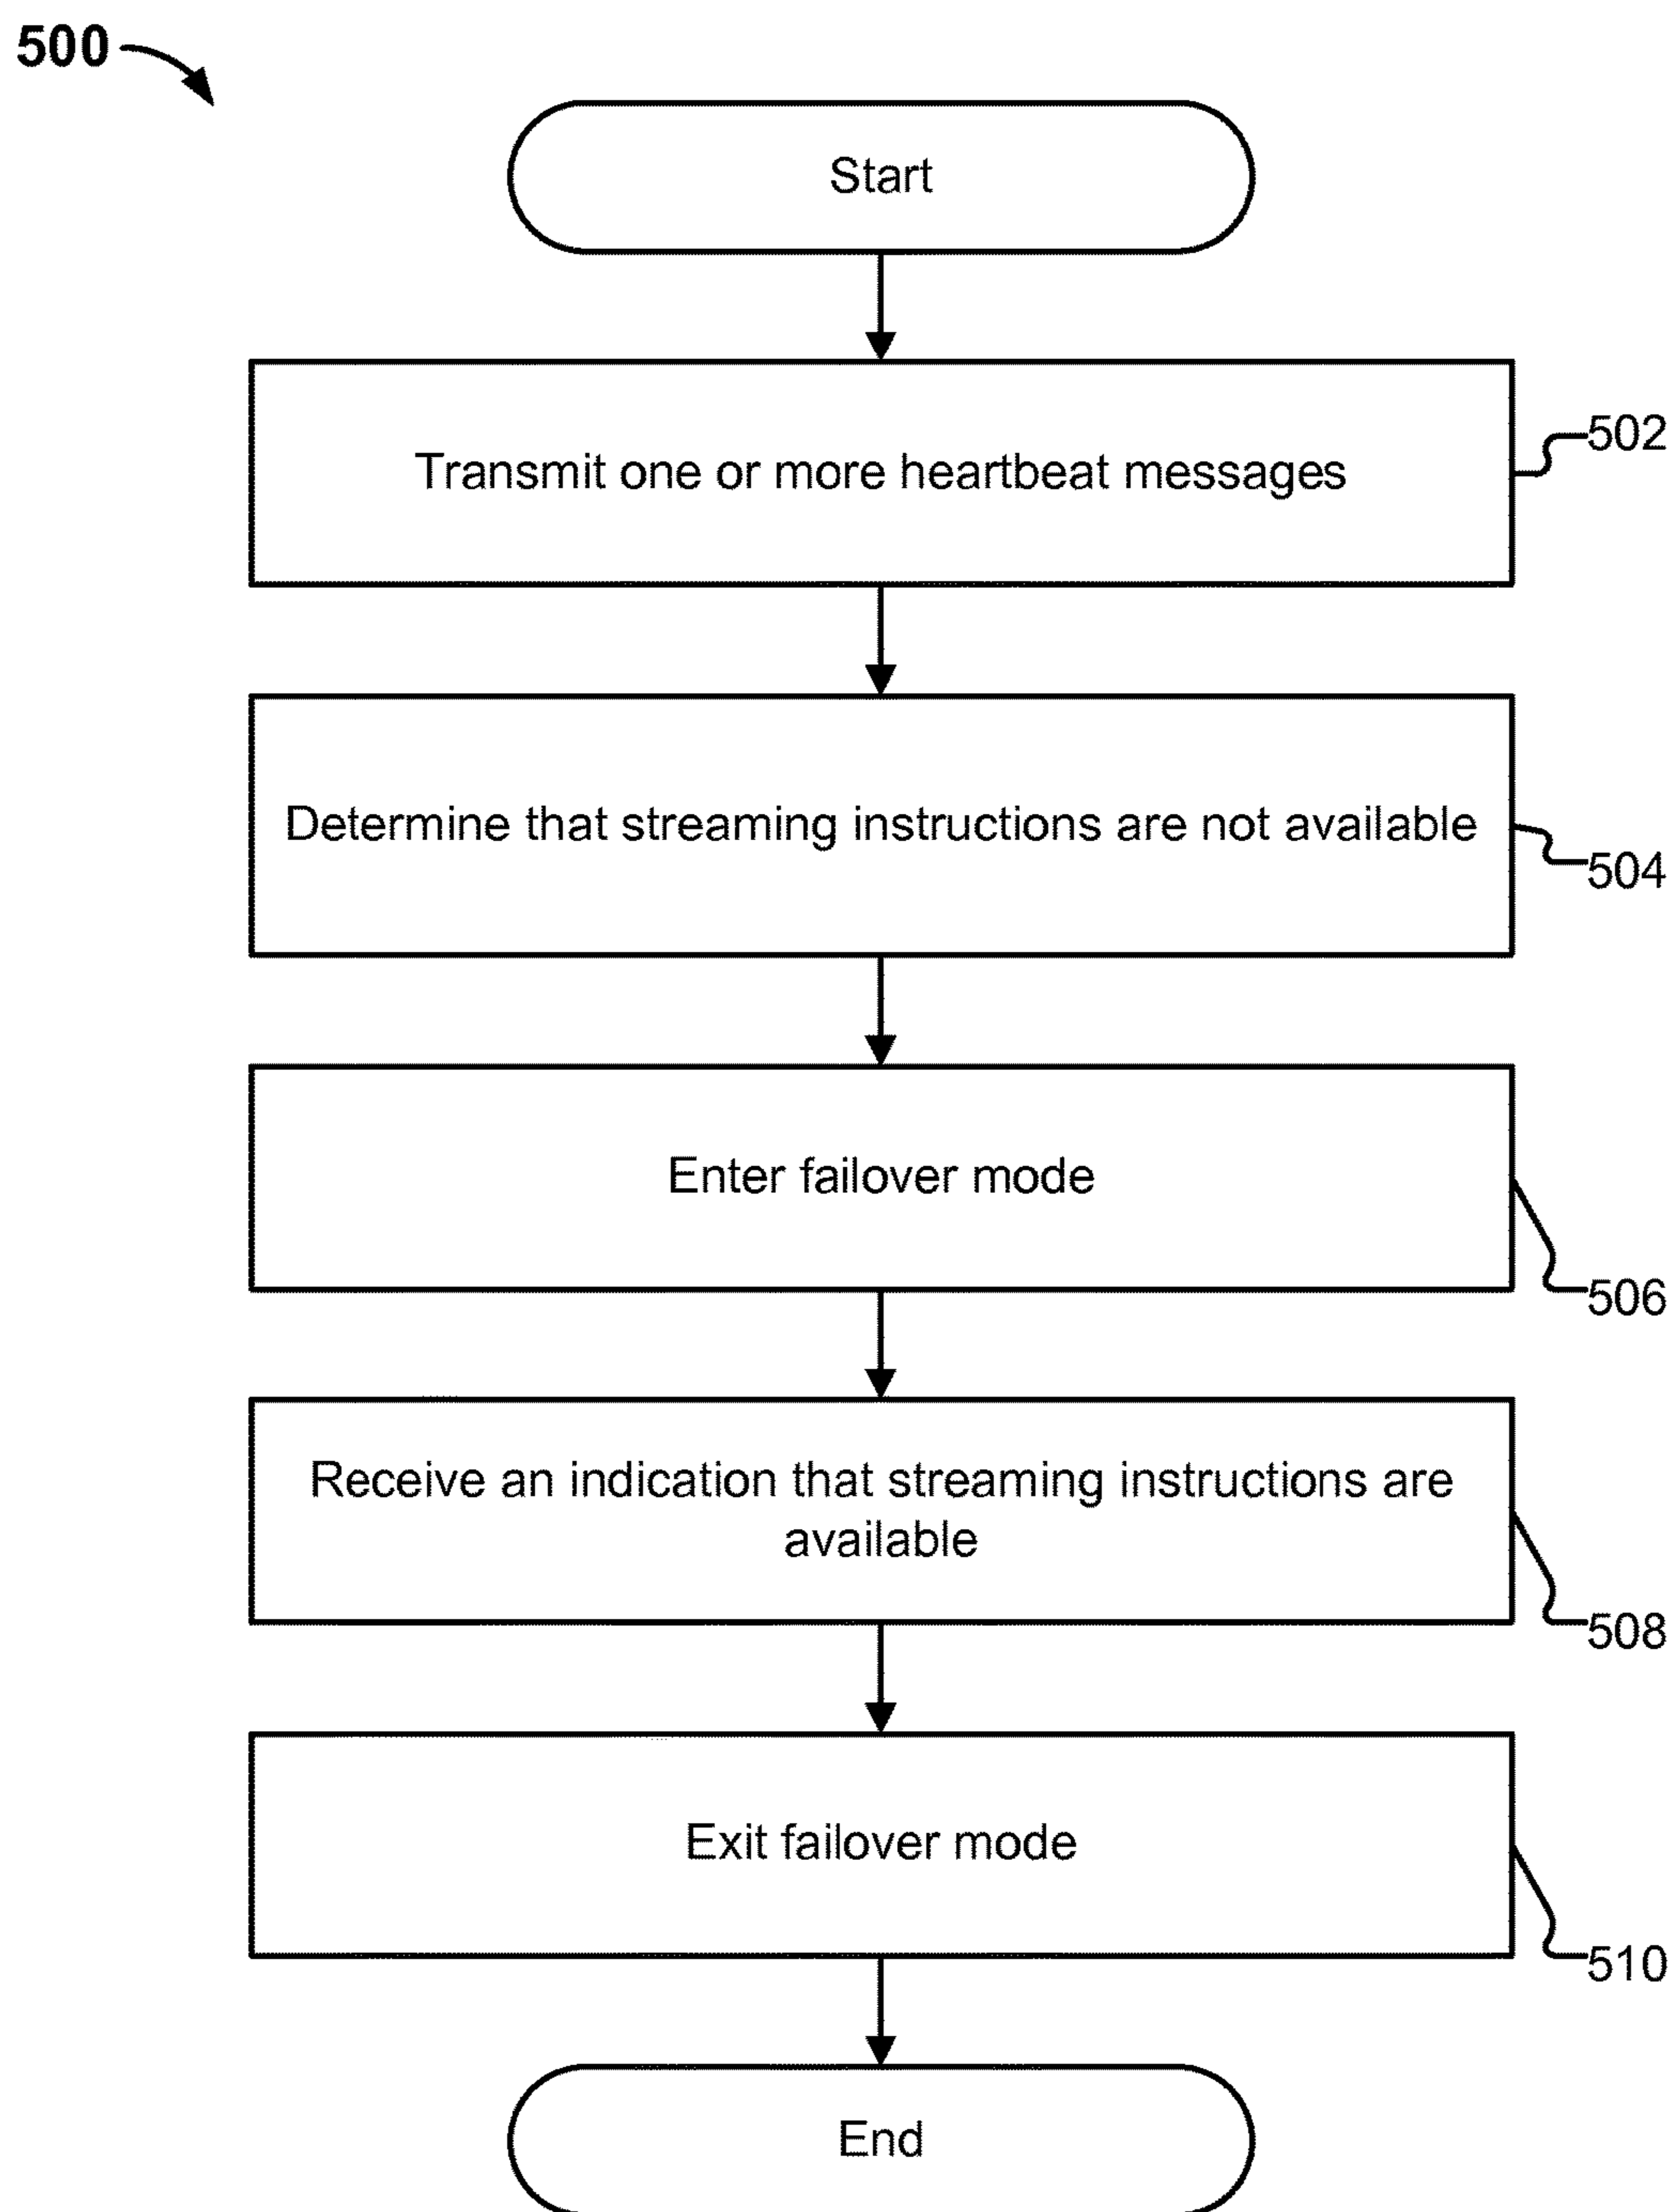 500
Start
Transmit one or more heartbeat messages
502
Determine that streaming instructions are not available
504
Enter failover mode
506
Receive an indication that streaming instructions are
available
508
Exit failover mode
510
End